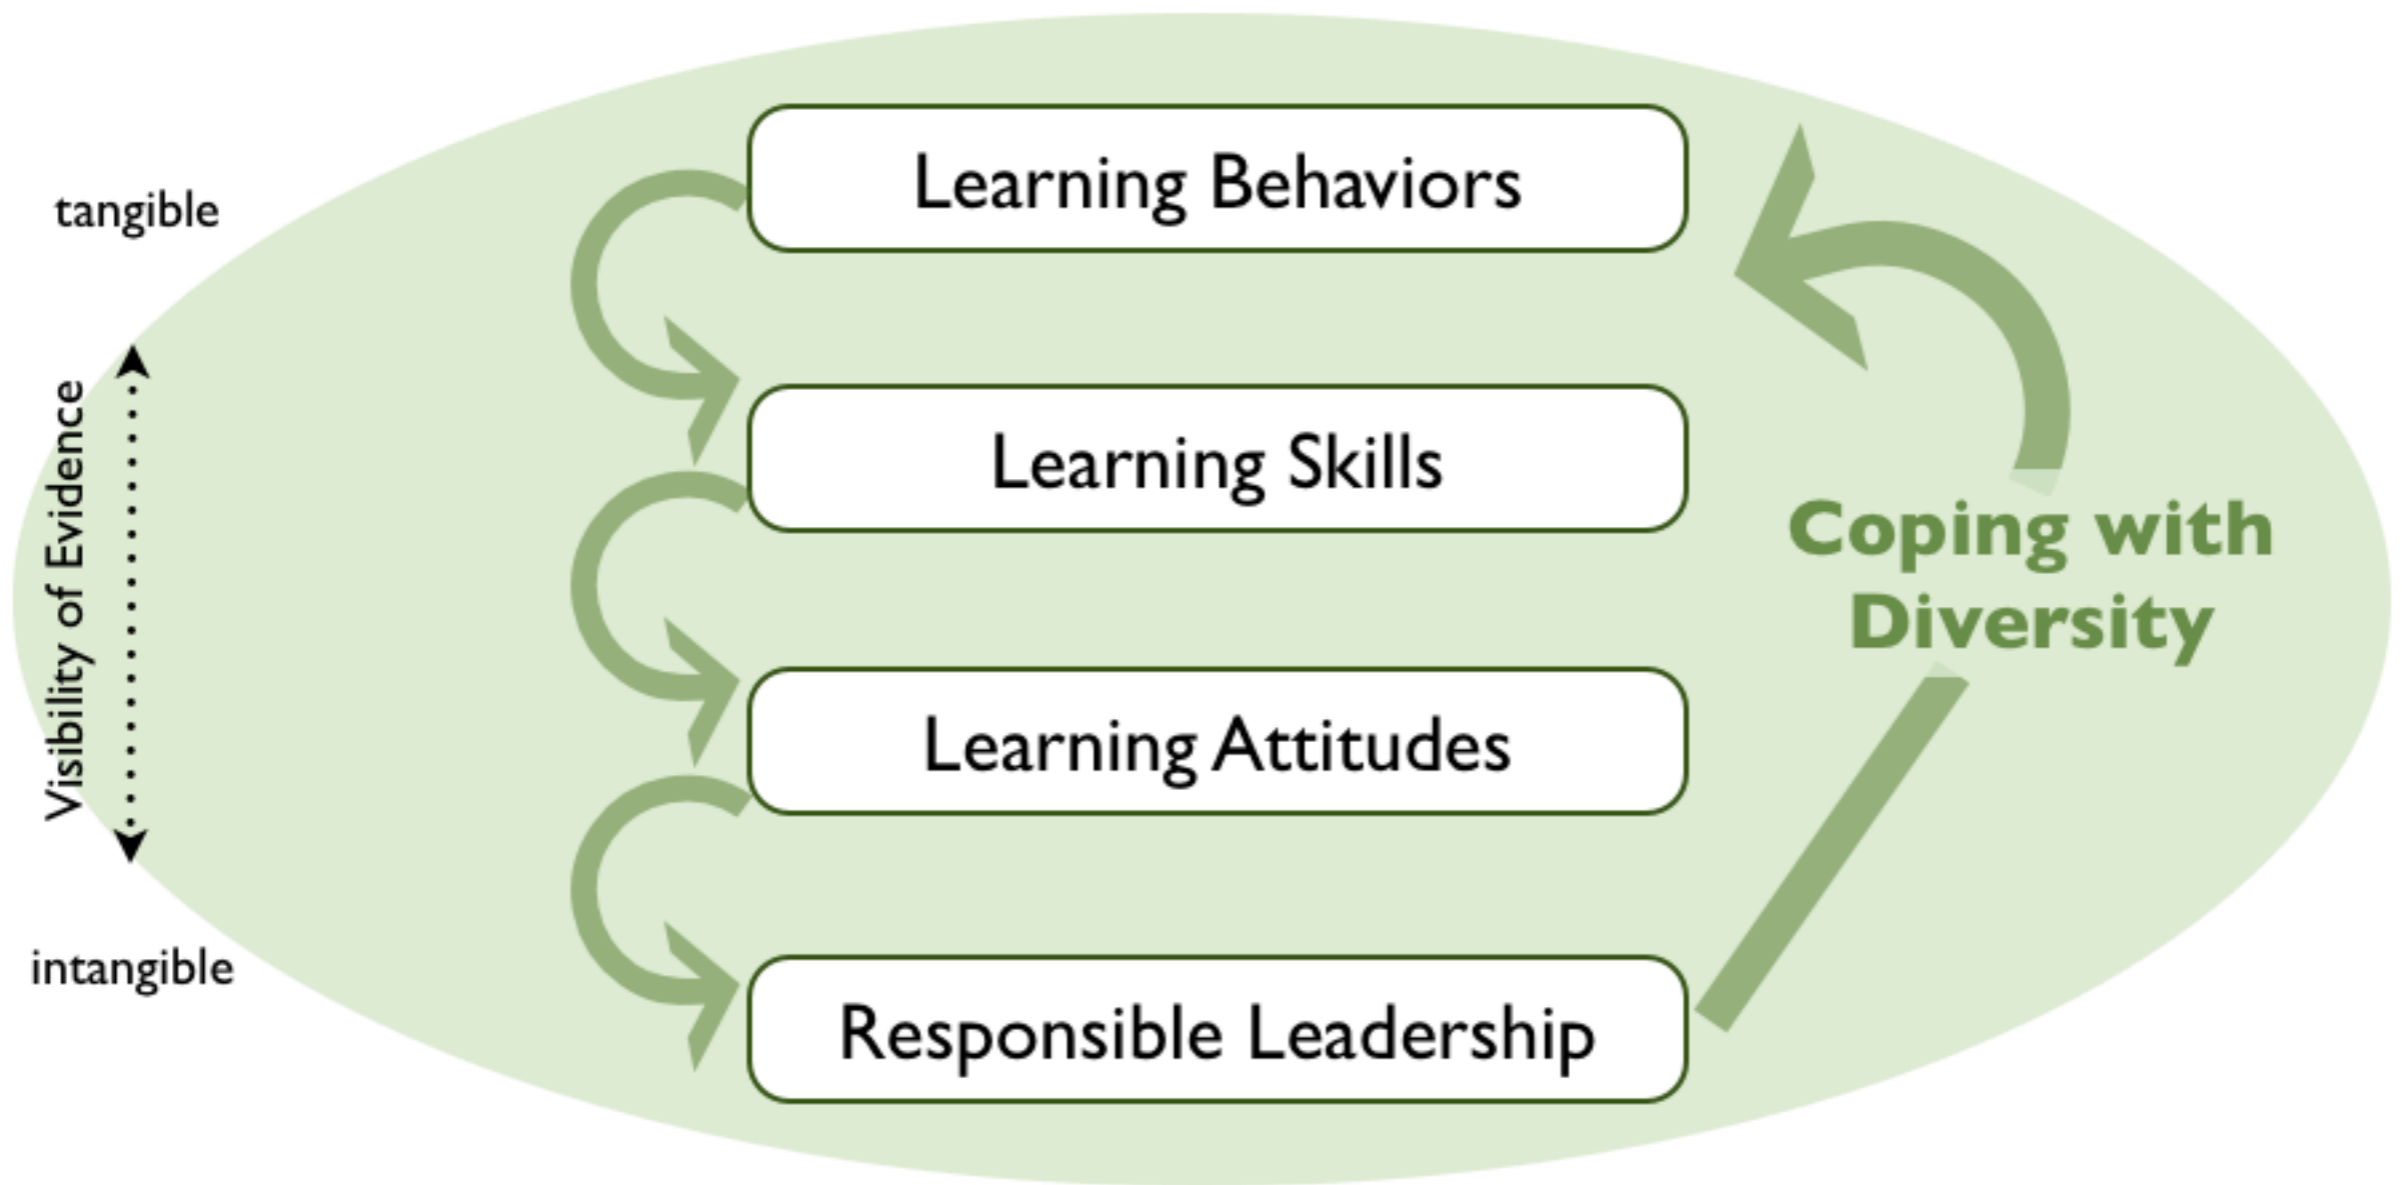 Learning Behaviors
tangible
Learning Skills
Visibility of Evidence
Coping with
Diversity
Learning Attitudes
intangible
Responsible Leadership